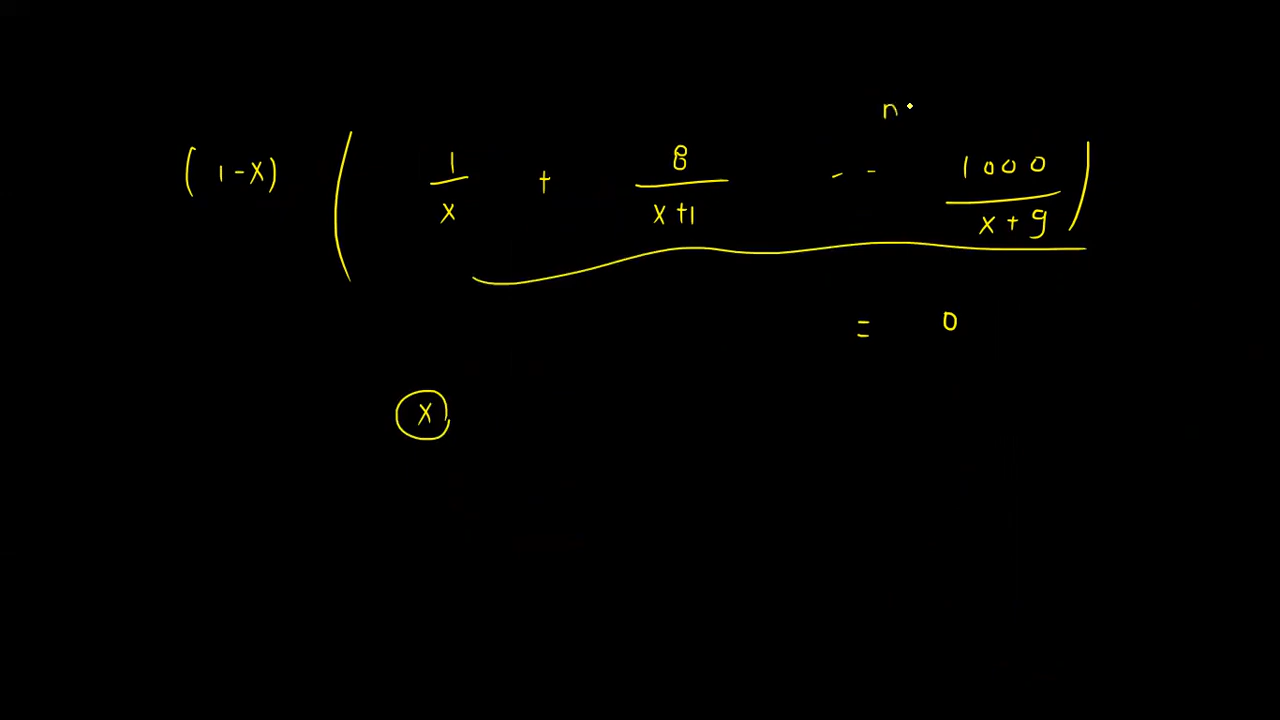 n
(1-x) ( 1/x + 8/(x+1) -- 1000/(x+9) )
= 0
x